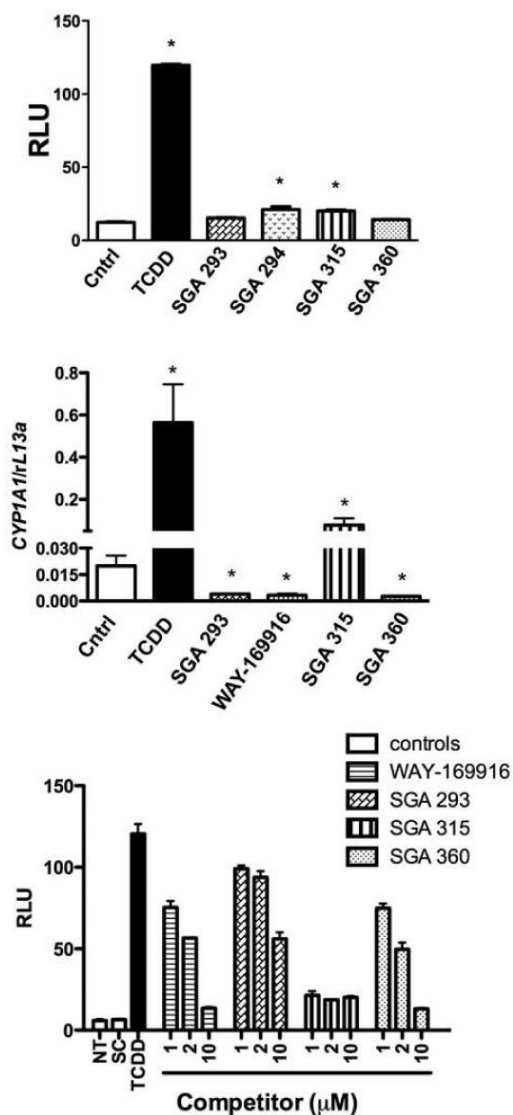 150
*
100
RLU
50
*
*
0
Cntrl
TCDD
SGA 293
SGA 294
SGA 315
SGA 360
0.8
*
0.6
0.4
CYP1A1/rL13a
0.2
*
0.030
0.015
*
*
*
0.000
Cntrl
TCDD
SGA 293
WAY-169916
SGA 315
SGA 360
controls
WAY-169916
SGA 293
SGA 315
SGA 360
150
100
RLU
50
0
NT
SC
TCDD
1
2
10
1
2
10
1
2
10
1
2
10
Competitor (μM)